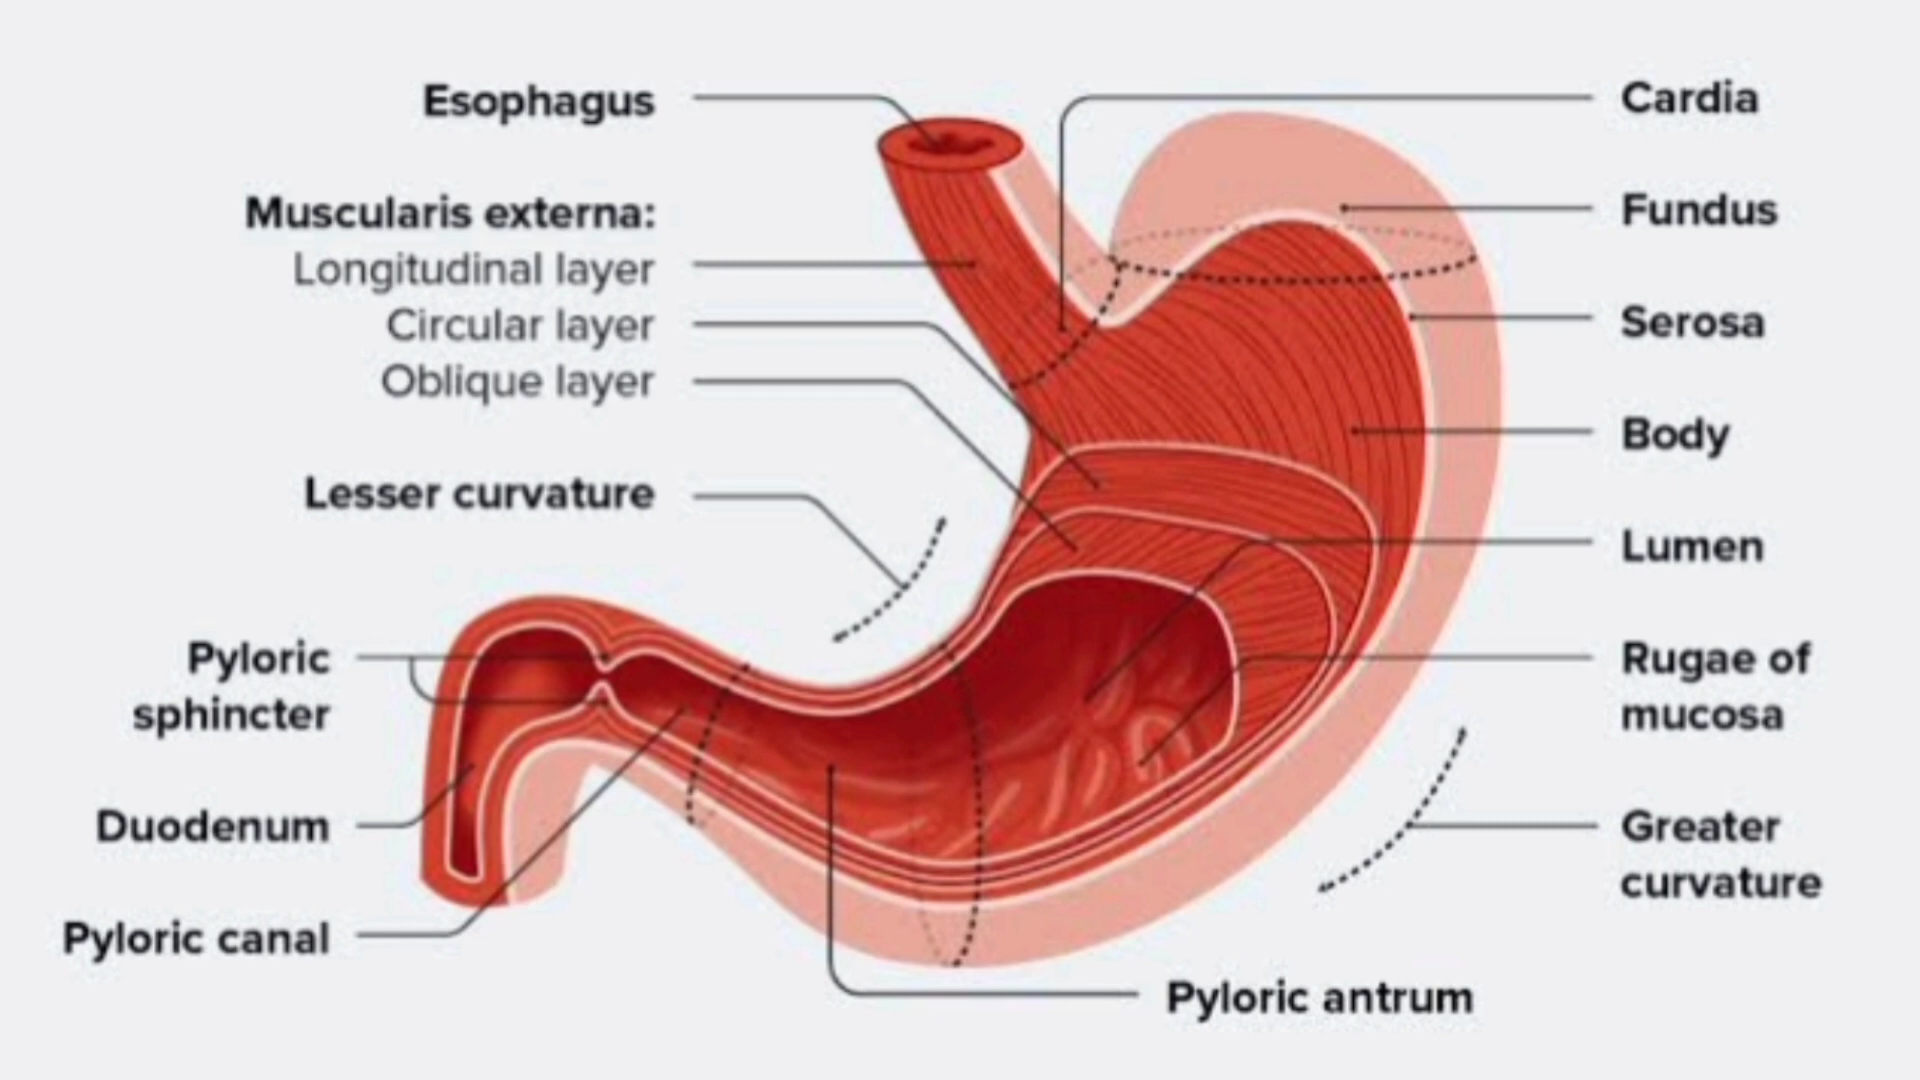 Esophagus
Muscularis externa:
Longitudinal layer
Circular layer
Oblique layer
Lesser curvature
Pyloric
sphincter
Duodenum
Pyloric canal
Cardia
Fundus
Serosa
Body
Lumen
Rugae of
mucosa
Greater
curvature
Pyloric antrum